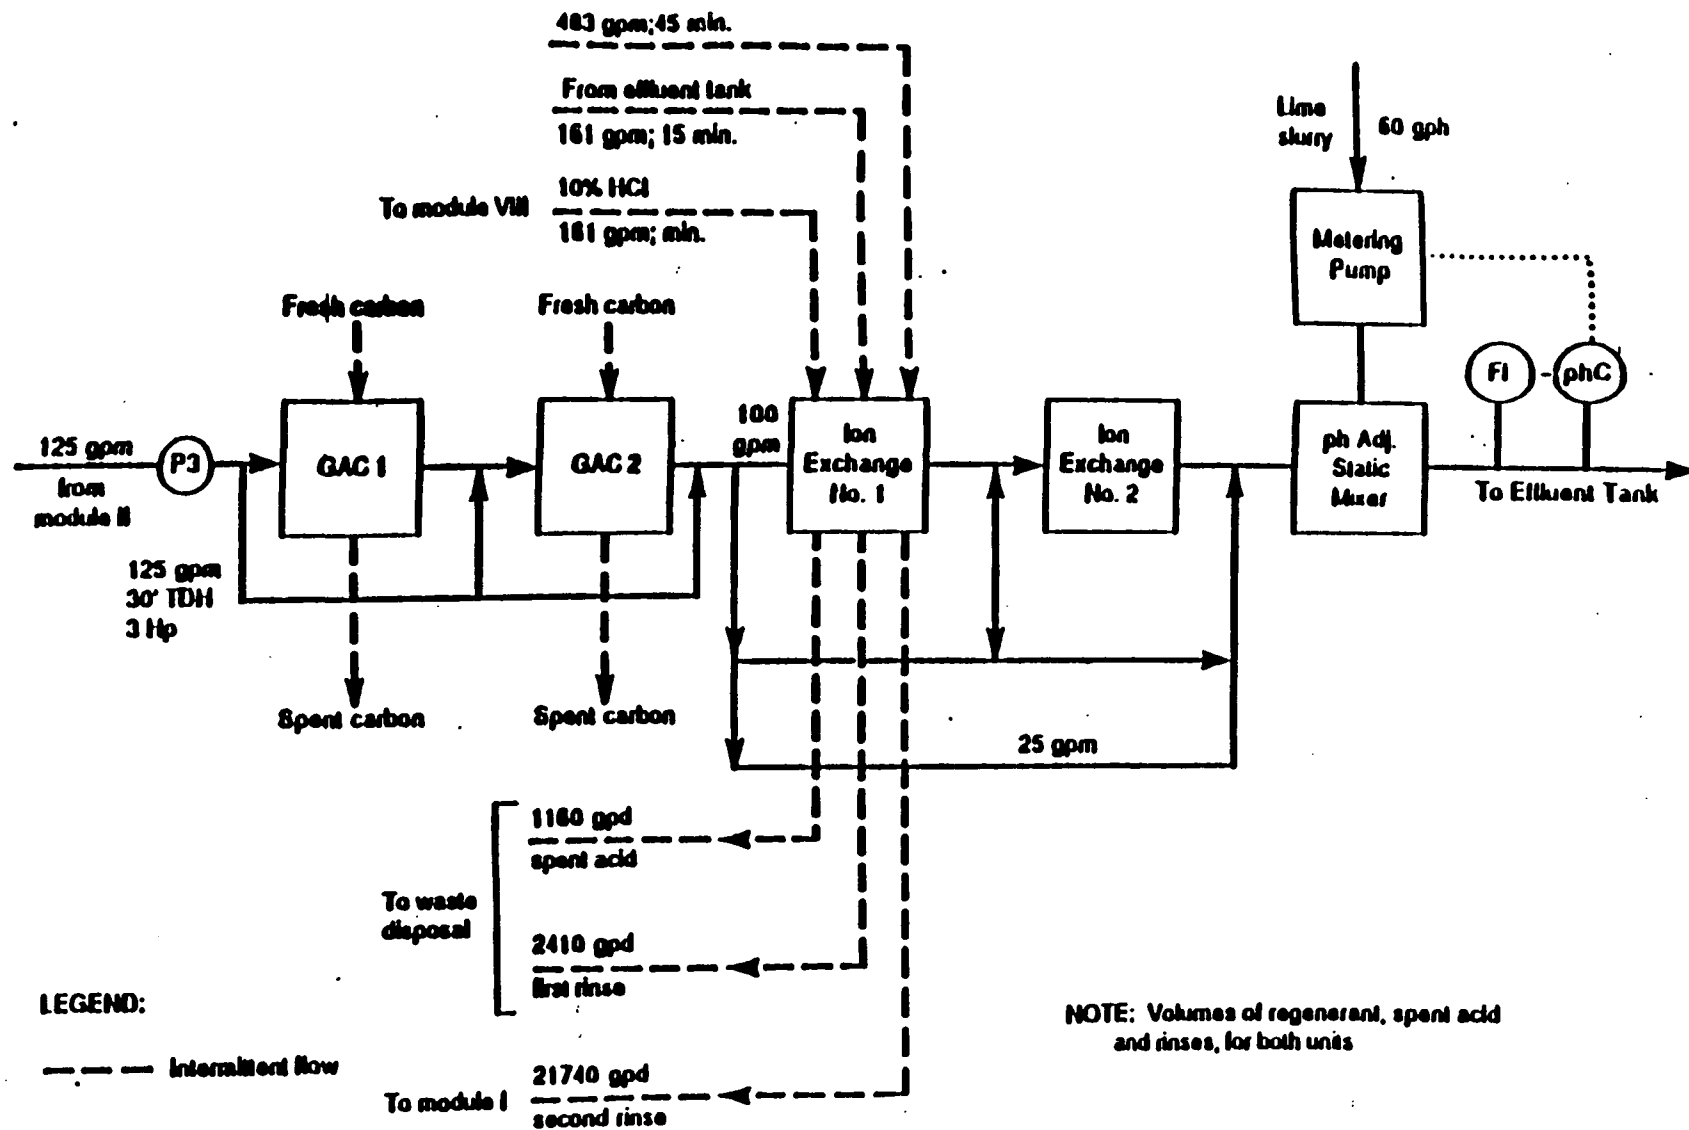 483 gpm;45 min.
From effluent tank
161 gpm; 15 min.
10% HCl
To module VIII
161 gpm; min.
Lime
slurry
60 gph
Metering
Pump
Fresh carbon
Fresh carbon
125 gpm
from
module II
P3
GAC 1
GAC 2
100
gpm
Ion
Exchange
No. 1
Ion
Exchange
No. 2
ph Adj.
Static
Mixer
FI
phC
To Effluent Tank
125 gpm
30' TDH
3 Hp
Spent carbon
Spent carbon
25 gpm
1160 gpd
spent acid
To waste
disposal
2410 gpd
first rinse
LEGEND:
Intermittent flow
To module I
21740 gpd
second rinse
NOTE: Volumes of regenerant, spent acid
and rinses, for both units